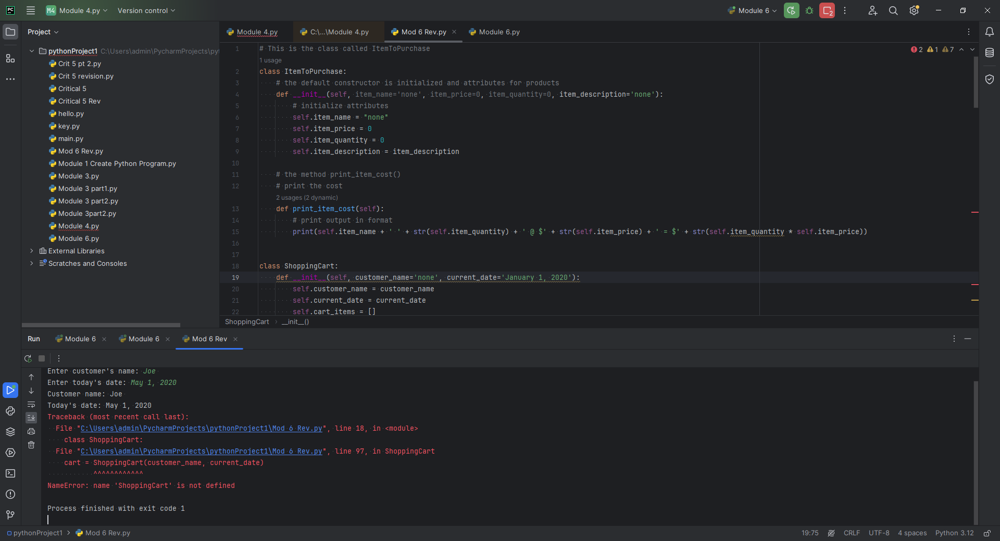 PC M4 Module 4.py Version control Module 6 2
Project
Module 4.py C:\...\Module 4.py Mod 6 Rev.py Module 6.py
pythonProject1 C:\Users\admin\PycharmProjects\pyt
Crit 5 pt 2.py
Crit 5 revision.py
Critical 5
Critical 5 Rev
hello.py
key.py
main.py
Mod 6 Rev.py
Module 1 Create Python Program.py
Module 3.py
Module 3 part1.py
Module 3 part2.py
Module 3part2.py
Module 4.py
Module 6.py
External Libraries
Scratches and Consoles
2 1 7
1 # This is the class called ItemToPurchase
1 usage
2 class ItemToPurchase:
3 # the default constructor is initialized and attributes for products
4 def __init__(self, item_name='none', item_price=0, item_quantity=0, item_description='none'):
5 # initialize attributes
6 self.item_name = "none"
7 self.item_price = 0
8 self.item_quantity = 0
9 self.item_description = item_description
10
11 # the method print_item_cost()
12 # print the cost
2 usages (2 dynamic)
13 def print_item_cost(self):
14 # print output in format
15 print(self.item_name + ' ' + str(self.item_quantity) + ' @ $' + str(self.item_price) + ' = $' + str(self.item_quantity * self.item_price))
16
17
18 class ShoppingCart:
19 def __init__(self, customer_name='none', current_date='January 1, 2020'):
20 self.customer_name = customer_name
21 self.current_date = current_date
22 self.cart_items = []
ShoppingCart › __init__()
Run Module 6 Module 6 Mod 6 Rev
Enter customer's name: Joe
Enter today's date: May 1, 2020
Customer name: Joe
Today's date: May 1, 2020
Traceback (most recent call last):
File "C:\Users\admin\PycharmProjects\pythonProject1\Mod 6 Rev.py", line 18, in <module>
class ShoppingCart:
File "C:\Users\admin\PycharmProjects\pythonProject1\Mod 6 Rev.py", line 97, in ShoppingCart
cart = ShoppingCart(customer_name, current_date)
^^^^^^^^^^^^
NameError: name 'ShoppingCart' is not defined
Process finished with exit code 1
pythonProject1 › Mod 6 Rev.py 19:75 CRLF UTF-8 4 spaces Python 3.12